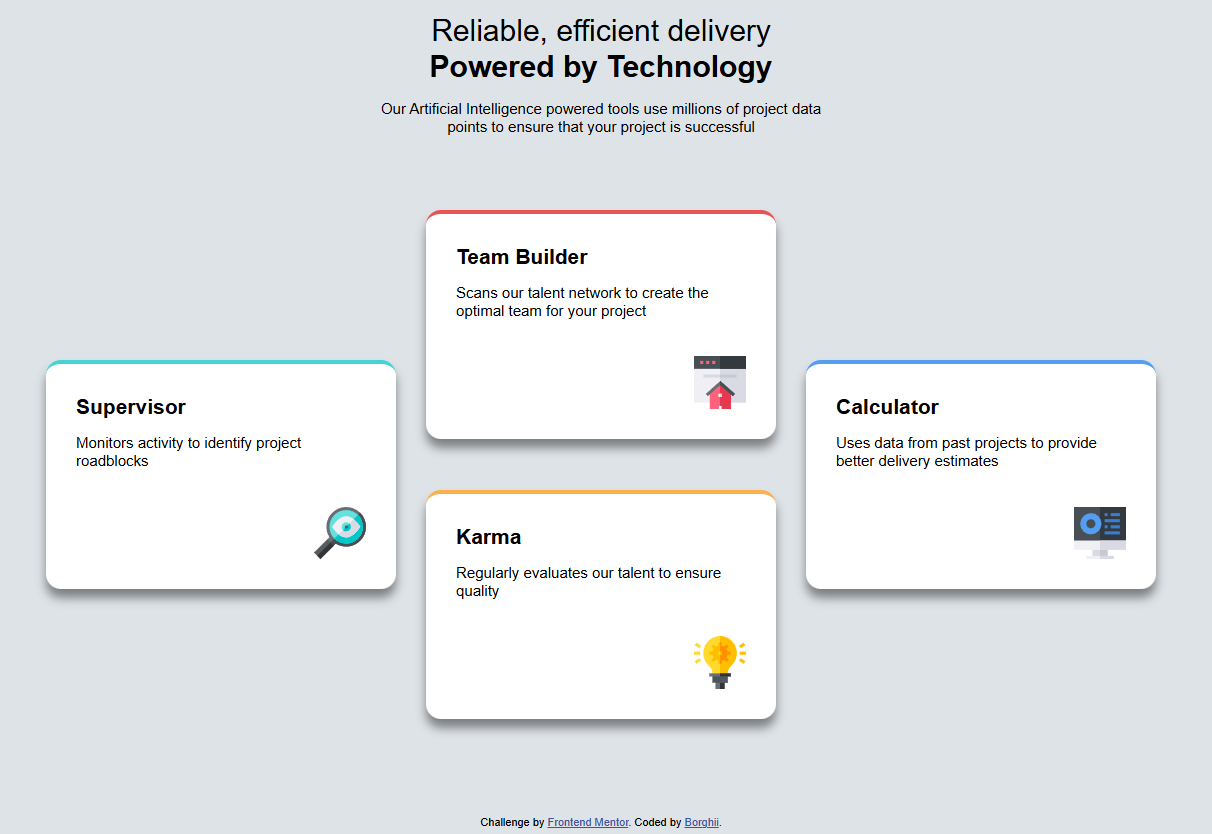 Reliable, efficient delivery
Powered by Technology
Our Artificial Intelligence powered tools use millions of project data
points to ensure that your project is successful
Team Builder
Scans our talent network to create the
optimal team for your project
Supervisor
Monitors activity to identify project
roadblocks
Calculator
Uses data from past projects to provide
better delivery estimates
Karma
Regularly evaluates our talent to ensure
quality
Challenge by Frontend Mentor. Coded by Borghii.